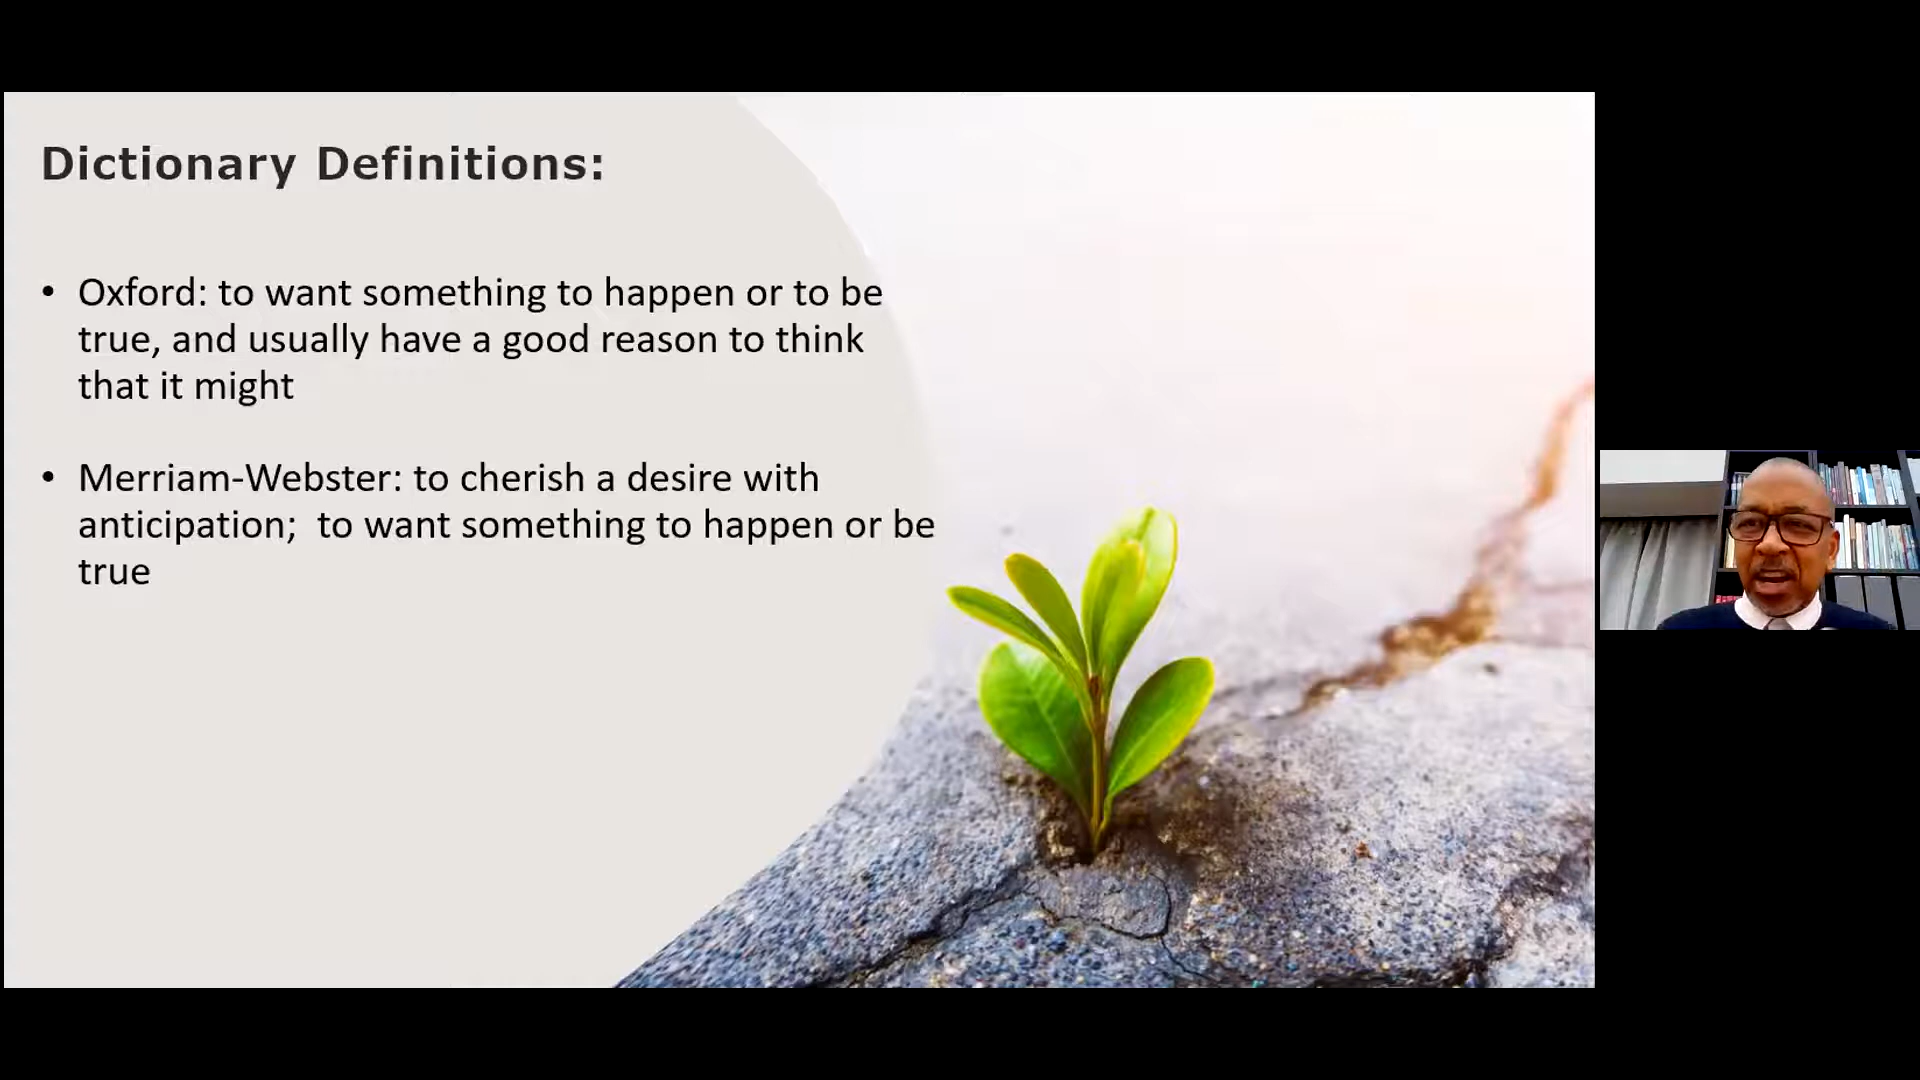 Dictionary Definitions:
• Oxford: to want something to happen or to be
true, and usually have a good reason to think
that it might
• Merriam-Webster: to cherish a desire with
anticipation;  to want something to happen or be
true